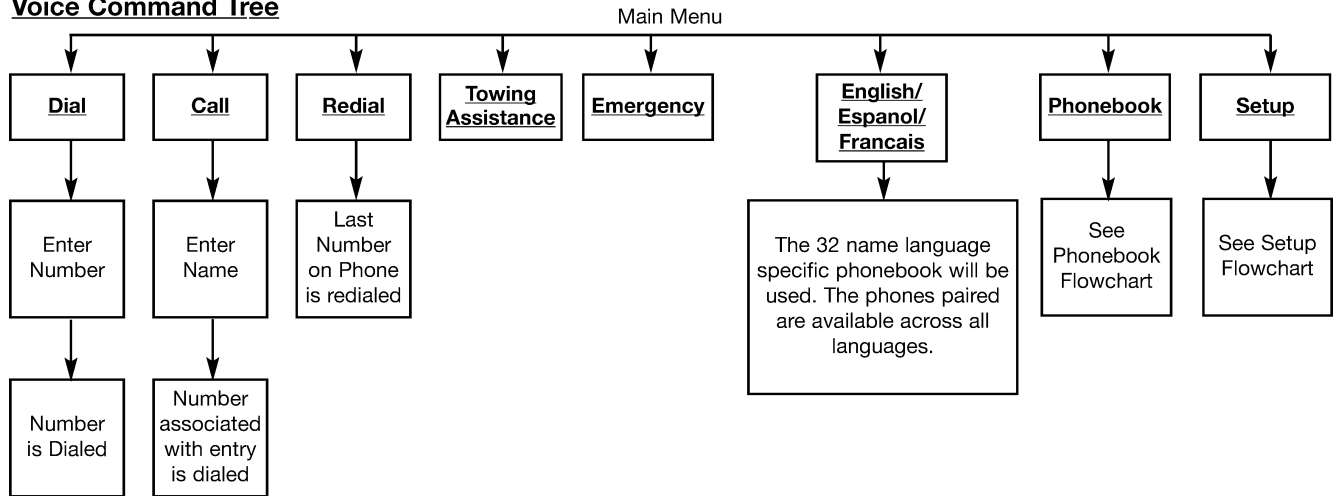 Voice Command Tree
Main Menu
Dial
Call
Redial
Towing
Assistance
Emergency
English/
Espanol/
Francais
Phonebook
Setup
Enter
Number
Enter
Name
Last
Number
on Phone
is redialed
The 32 name language
specific phonebook will be
used. The phones paired
are available across all
languages.
See
Phonebook
Flowchart
See Setup
Flowchart
Number
is Dialed
Number
associated
with entry
is dialed